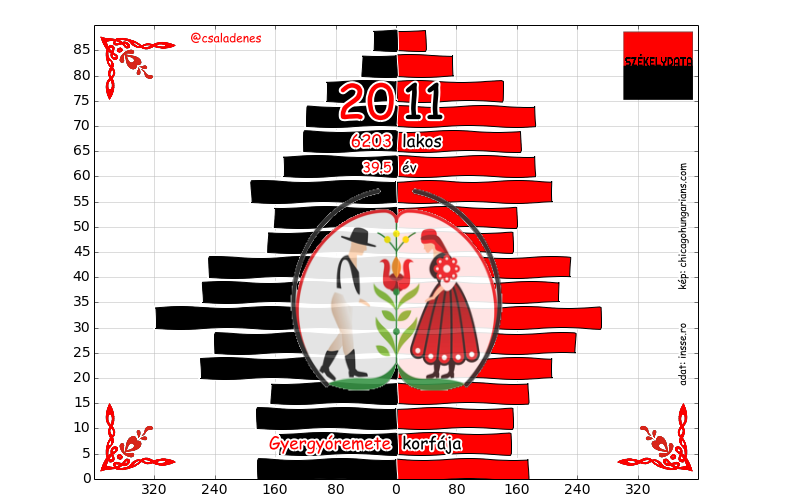 @csaladenes
SZÉKELYDATA
2011
6203 lakos
39.5 év
kép: chicagohungarians.com
adat: insse.ro
Gyergyóremete korfája
85
80
75
70
65
60
55
50
45
40
35
30
25
20
15
10
5
0
320 240 160 80 0 80 160 240 320